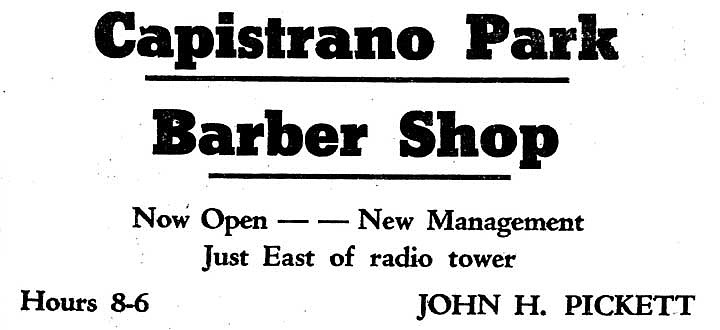 Capistrano Park
Barber Shop
Now Open — — New Management
Just East of radio tower
Hours 8-6 JOHN H. PICKETT